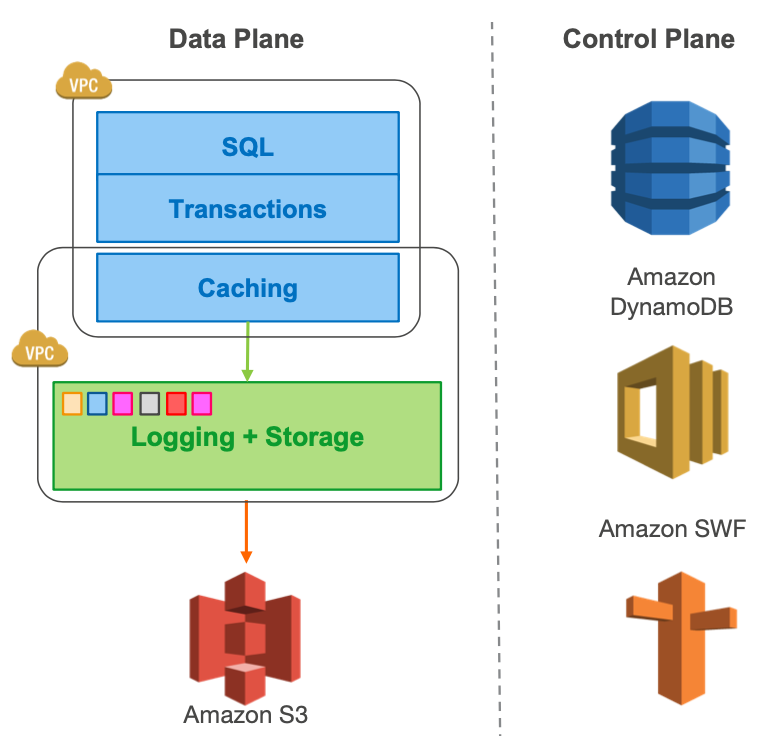 Data Plane
Control Plane
VPC
SQL
Transactions
Caching
VPC
Logging + Storage
Amazon S3
Amazon
DynamoDB
Amazon SWF